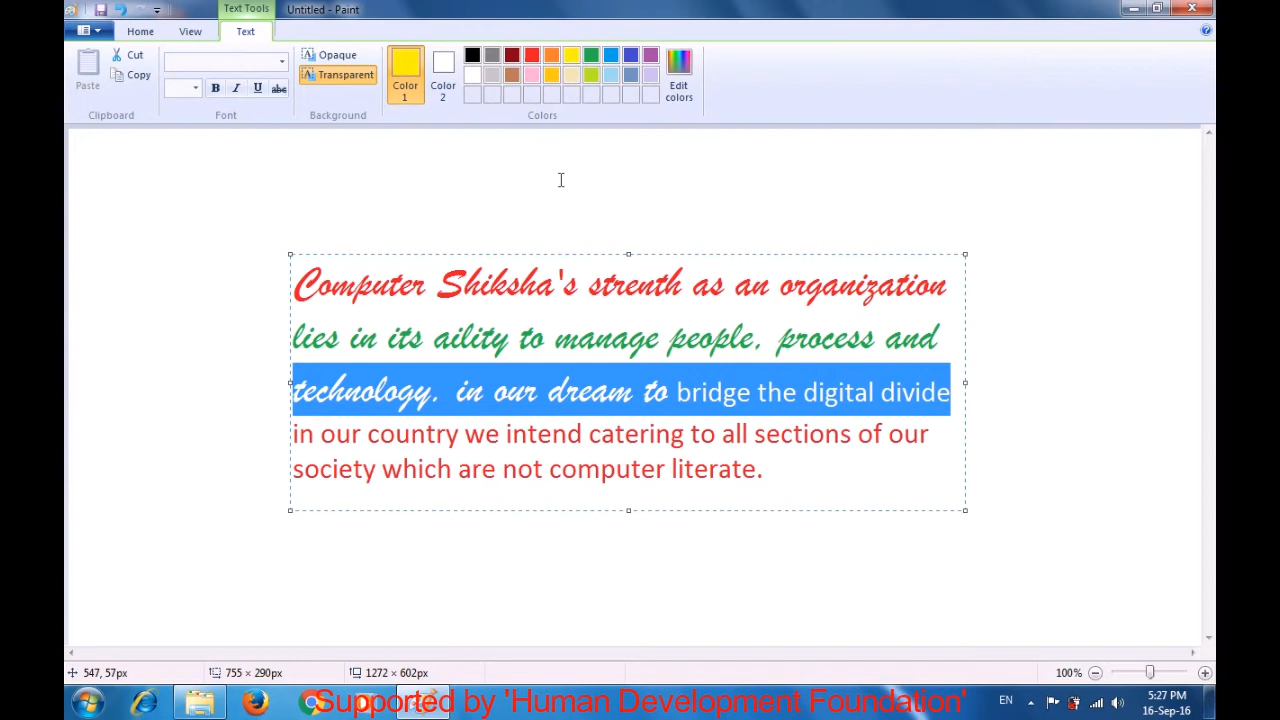 Text Tools
Untitled - Paint
Home
View
Text
Paste
Cut
Copy
Clipboard
B I U abc
Font
Opaque
Transparent
Background
Color 1
Color 2
Edit colors
Colors
Computer Shiksha's strenth as an organization
lies in its aility to manage people, process and
technology, in our dream to bridge the digital divide
in our country we intend catering to all sections of our
society which are not computer literate.
547, 57px
755 × 290px
1272 × 602px
100%
EN
5:27 PM
16-Sep-16
Supported by 'Human Development Foundation'